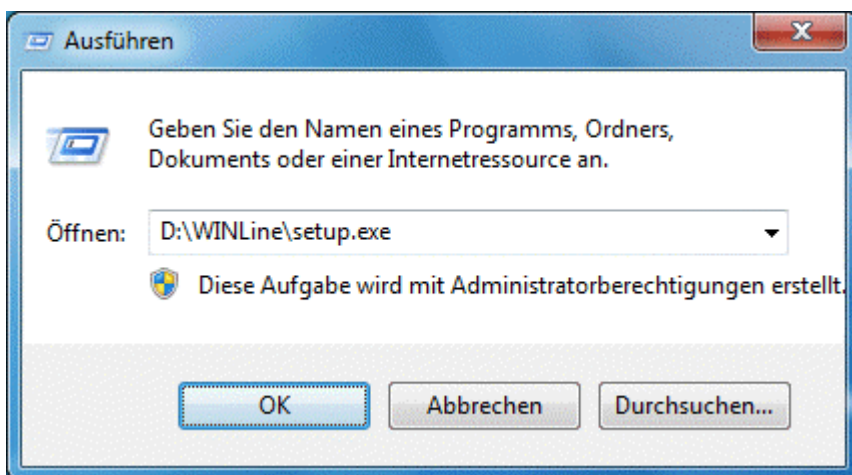 Ausführen
Geben Sie den Namen eines Programms, Ordners,
Dokuments oder einer Internetressource an.
Öffnen: D:\WINLine\setup.exe
Diese Aufgabe wird mit Administratorberechtigungen erstellt.
OK Abbrechen Durchsuchen...